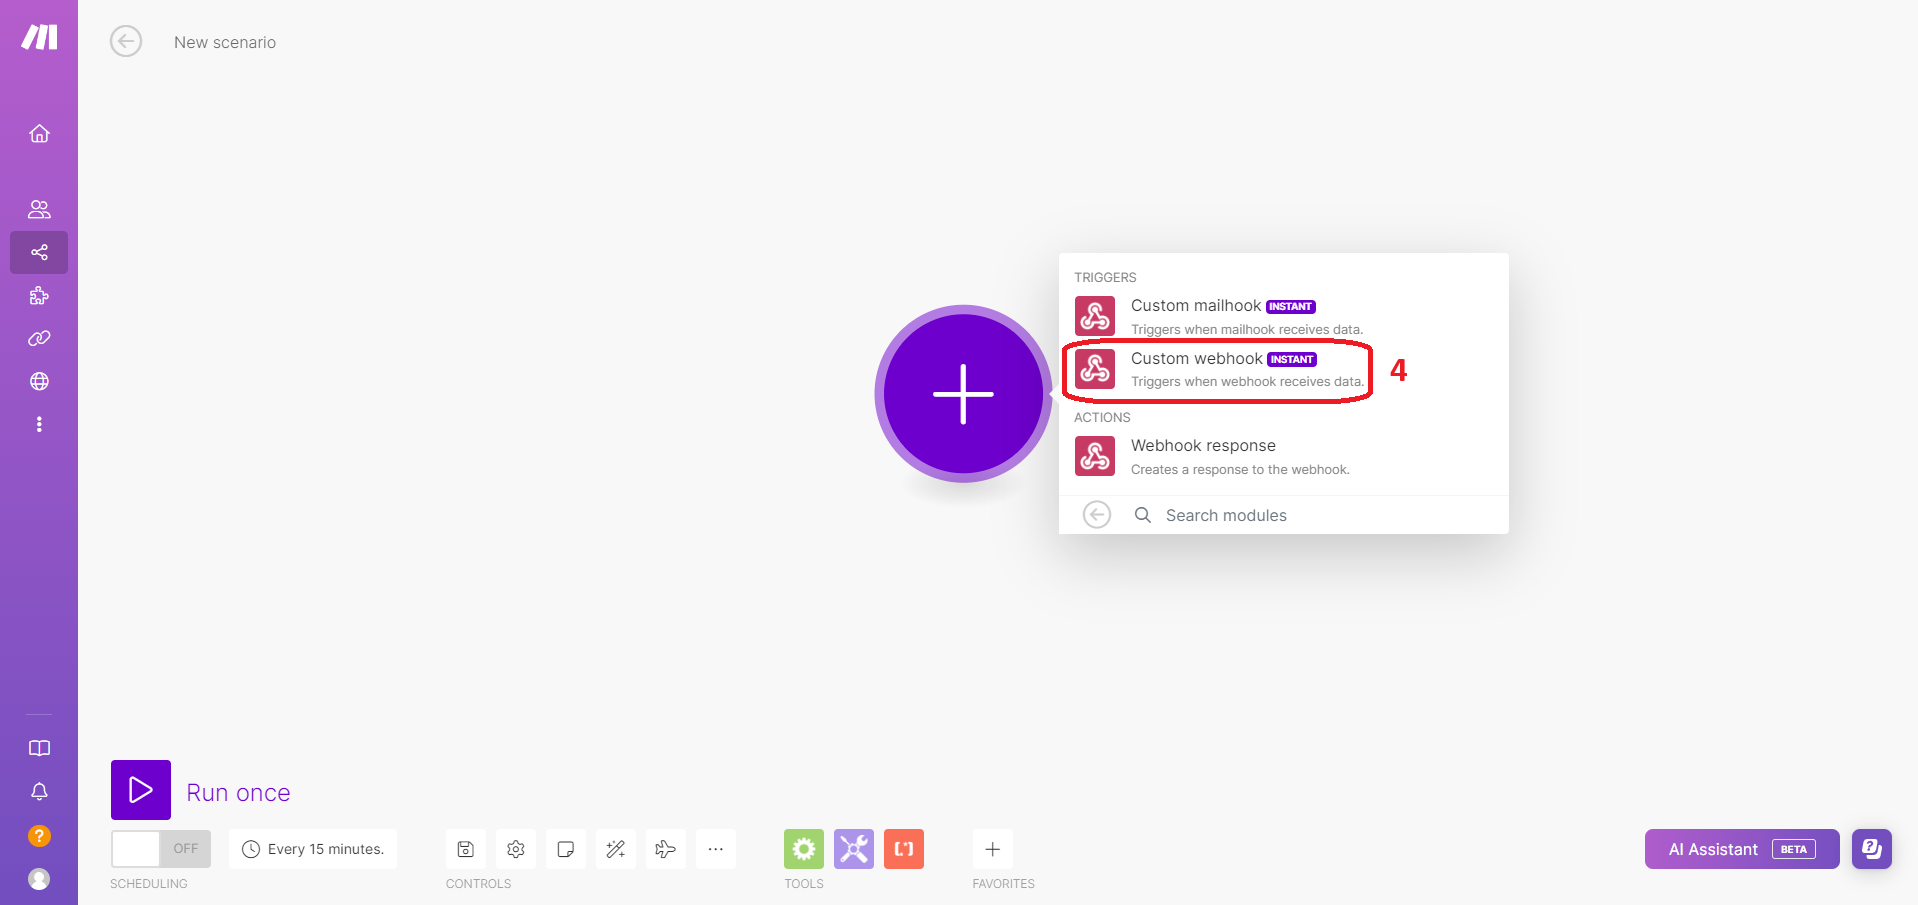 New scenario
TRIGGERS
Custom mailhook INSTANT
Triggers when mailhook receives data.
Custom webhook INSTANT
Triggers when webhook receives data.
4
ACTIONS
Webhook response
Creates a response to the webhook.
Search modules
Run once
OFF
Every 15 minutes.
[.*]
AI Assistant BETA
SCHEDULING
CONTROLS
TOOLS
FAVORITES
?
?